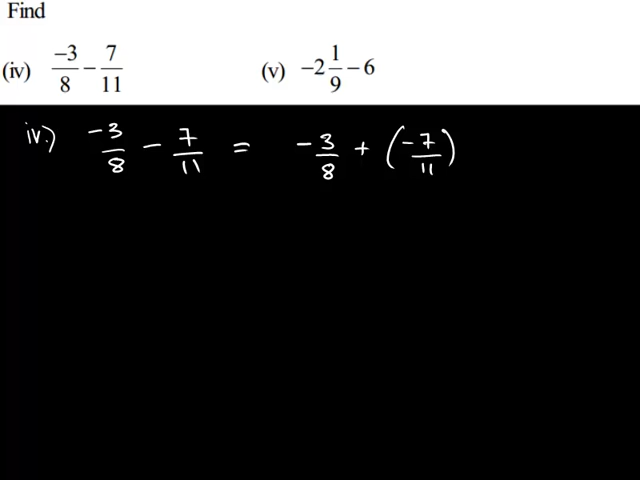 Find
(iv) -3/8 - 7/11 (v) -2 1/9 - 6
iv.) -3/8 - 7/11 = -3/8 + (-7/11)